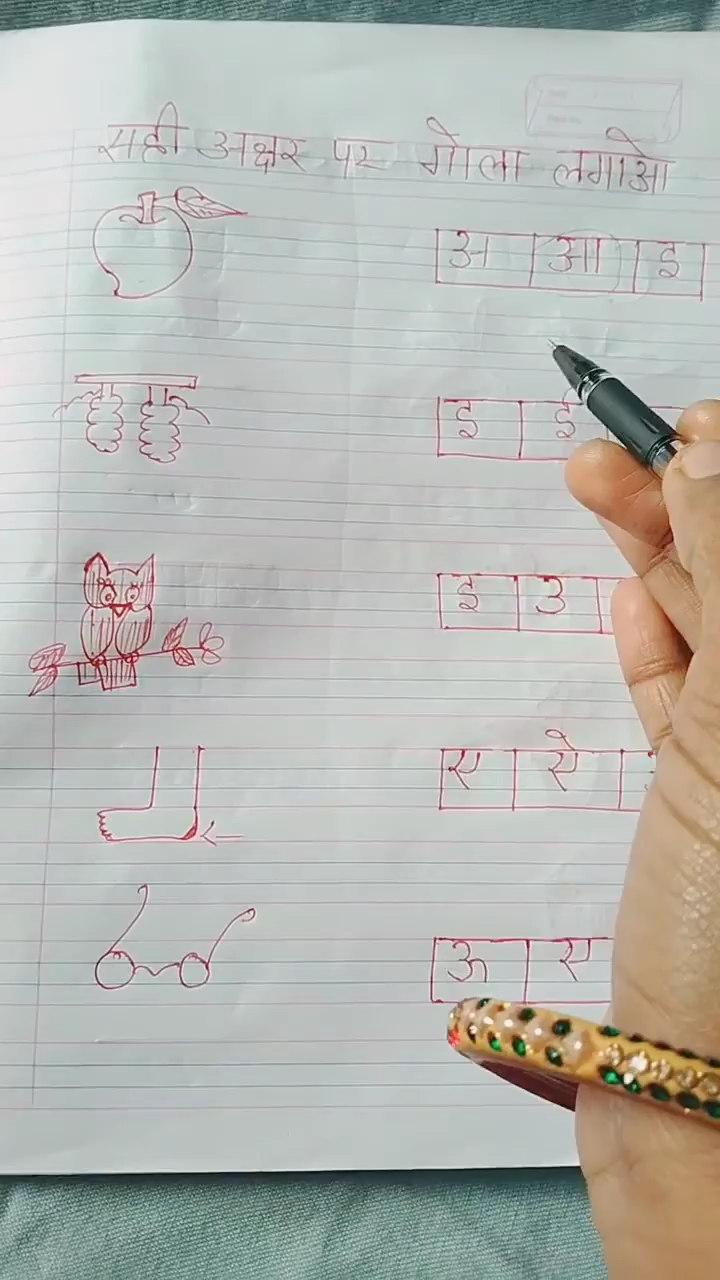 सही अक्षर पर गोला लगाओ
अ आ इ
इ ई
इ उ
ए ऐ
ऊ ए